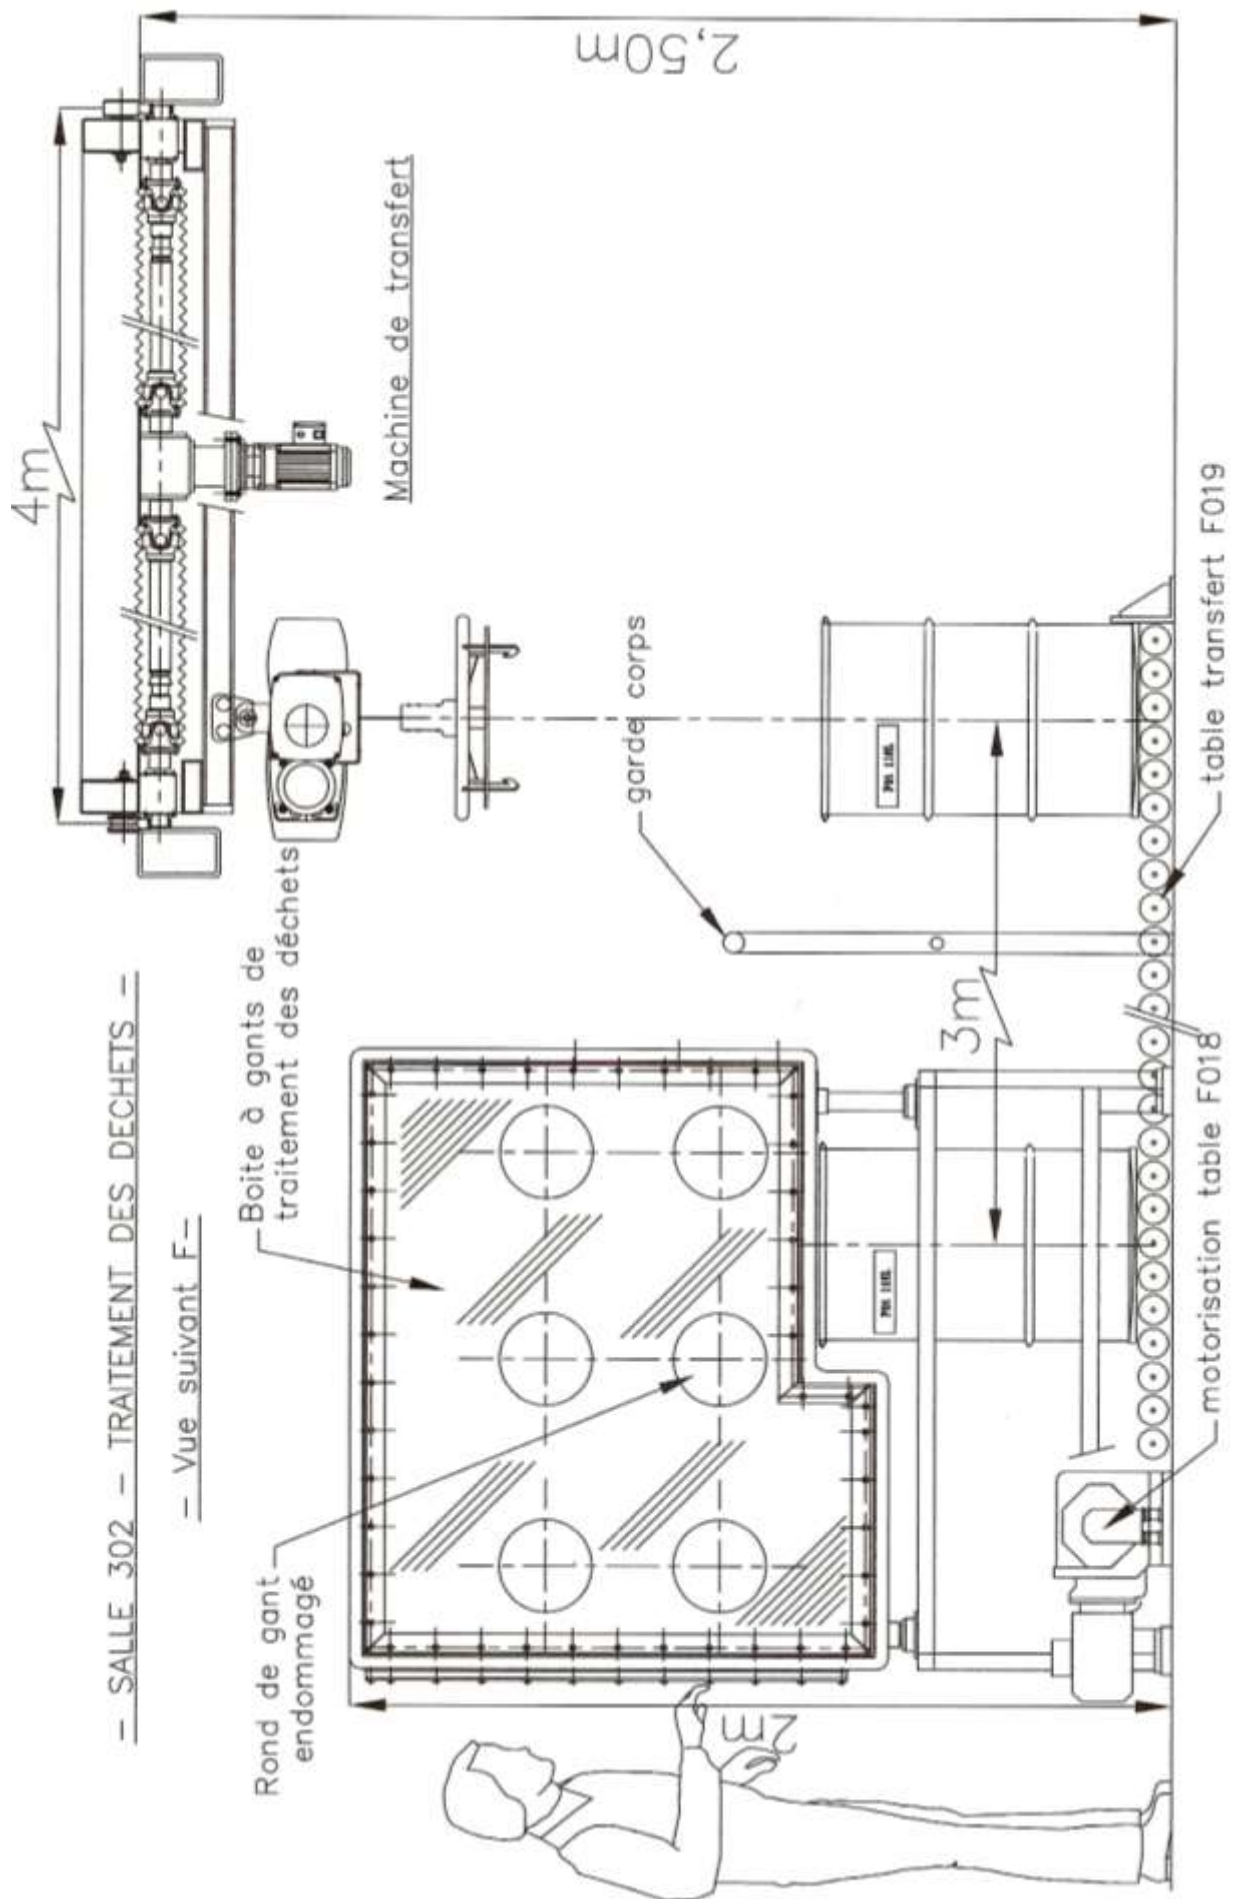 – SALLE 302 – TRAITEMENT DES DECHETS –
– Vue suivant F–
4m
2,50m
Machine de transfert
Boite à gants de
traitement des déchets
Rond de gant
endommagé
garde corps
3m
2m
motorisation table F018
table transfert F019